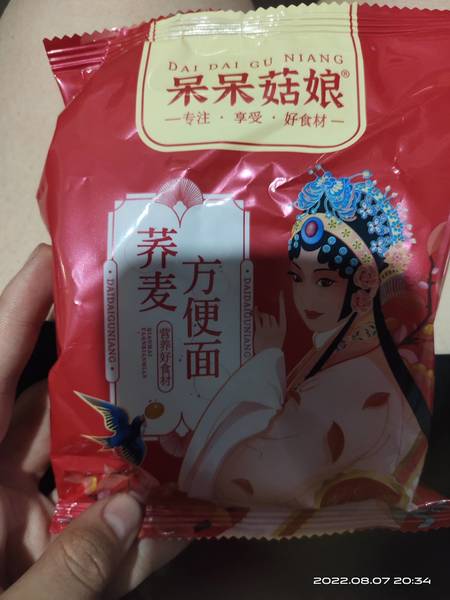 DAI DAI GU NIANG
呆呆菇娘®
专注 · 享受 · 好食材
荞麦
方便面
营养好食材
DAIDAIGUNIANG
DAIDAIGUNIANG
2022.08.07 20:34